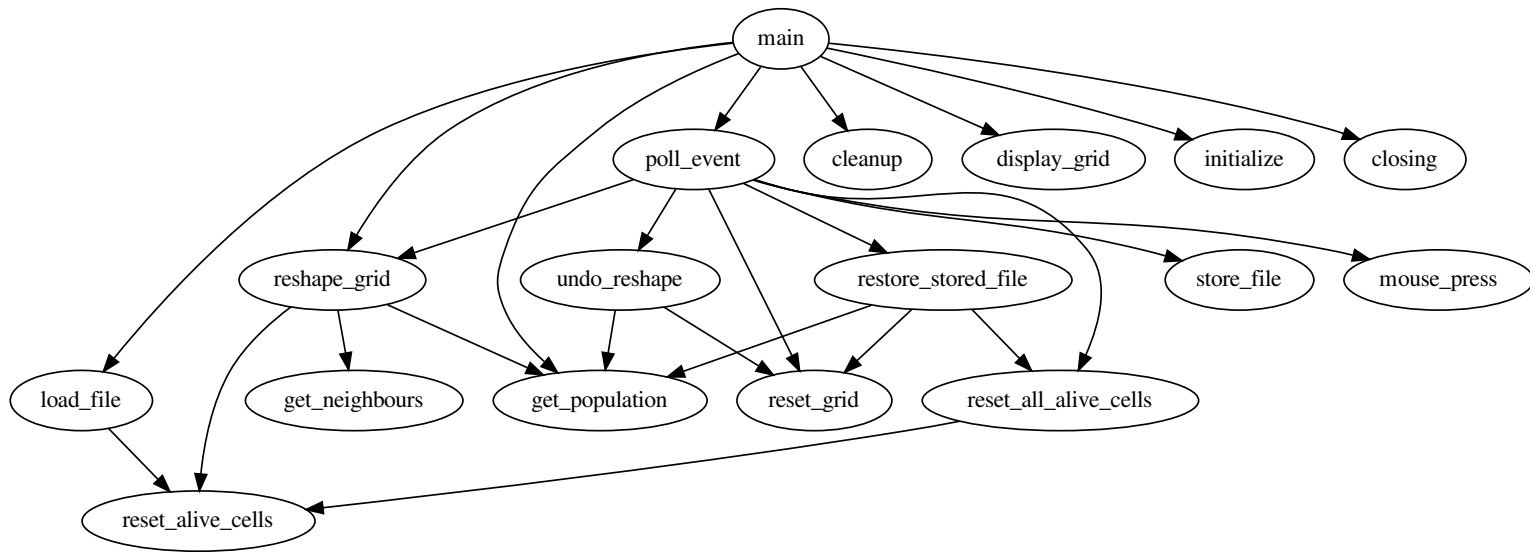 main
poll_event
cleanup
display_grid
initialize
closing
reshape_grid
undo_reshape
restore_stored_file
store_file
mouse_press
load_file
get_neighbours
get_population
reset_grid
reset_all_alive_cells
reset_alive_cells